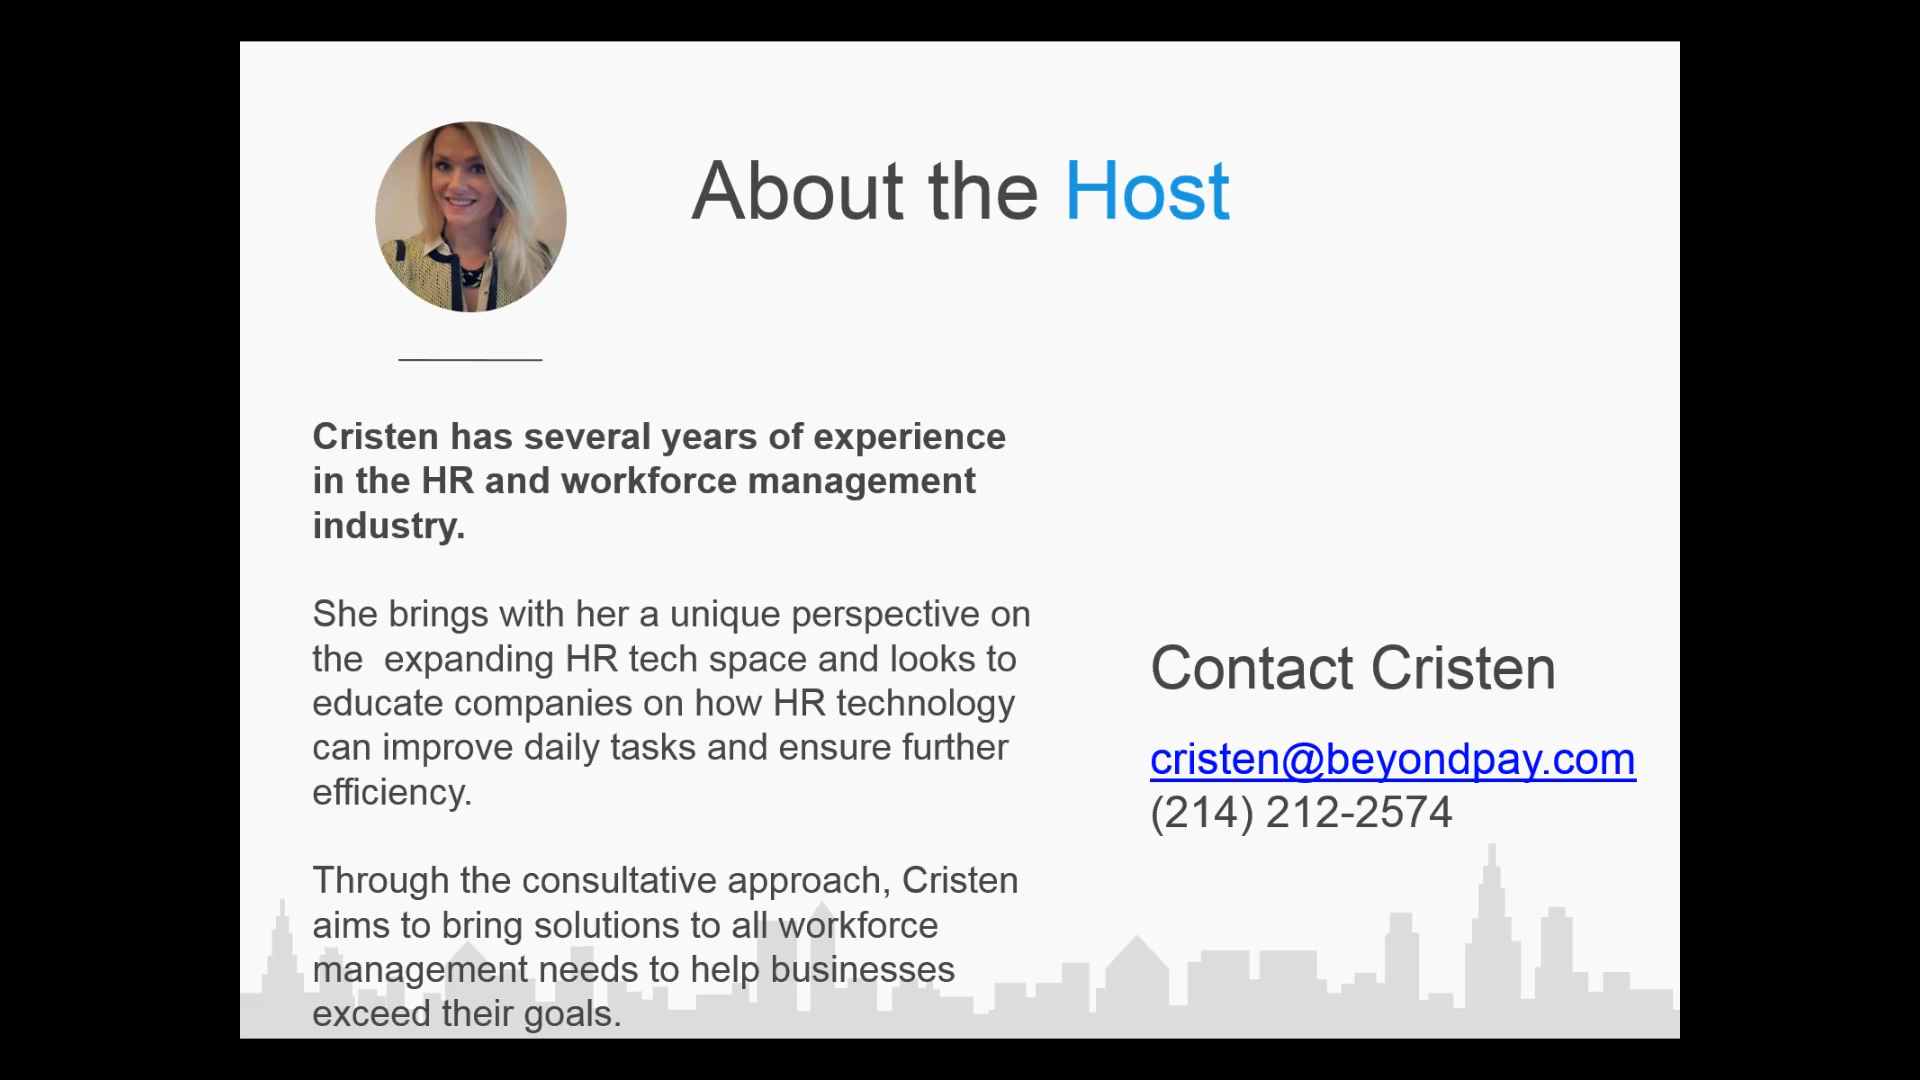 About the Host
Cristen has several years of experience
in the HR and workforce management
industry.
She brings with her a unique perspective on
the  expanding HR tech space and looks to
educate companies on how HR technology
can improve daily tasks and ensure further
efficiency.
Through the consultative approach, Cristen
aims to bring solutions to all workforce
management needs to help businesses
exceed their goals.
Contact Cristen
cristen@beyondpay.com
(214) 212-2574